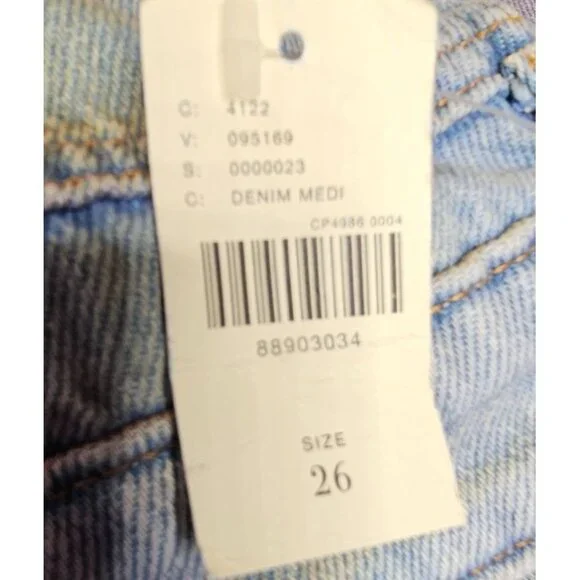 C: 4122
V: 095169
S: 0000023
C: DENIM MEDI
CP4986 0004
88903034
SIZE
26